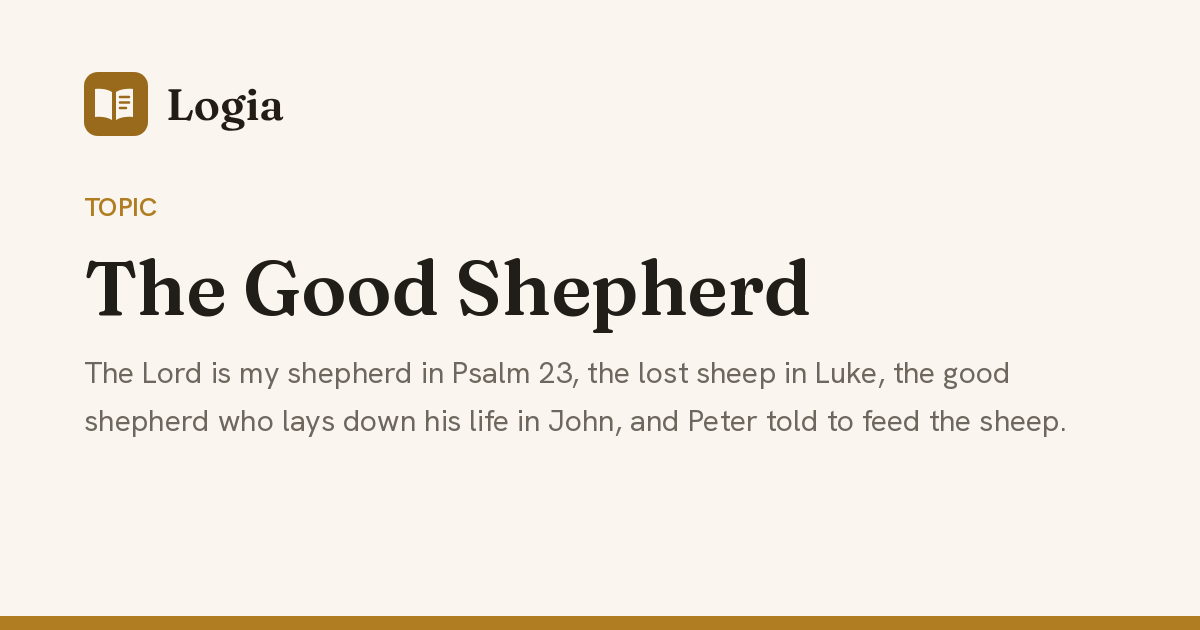 Logia
TOPIC
The Good Shepherd
The Lord is my shepherd in Psalm 23, the lost sheep in Luke, the good
shepherd who lays down his life in John, and Peter told to feed the sheep.